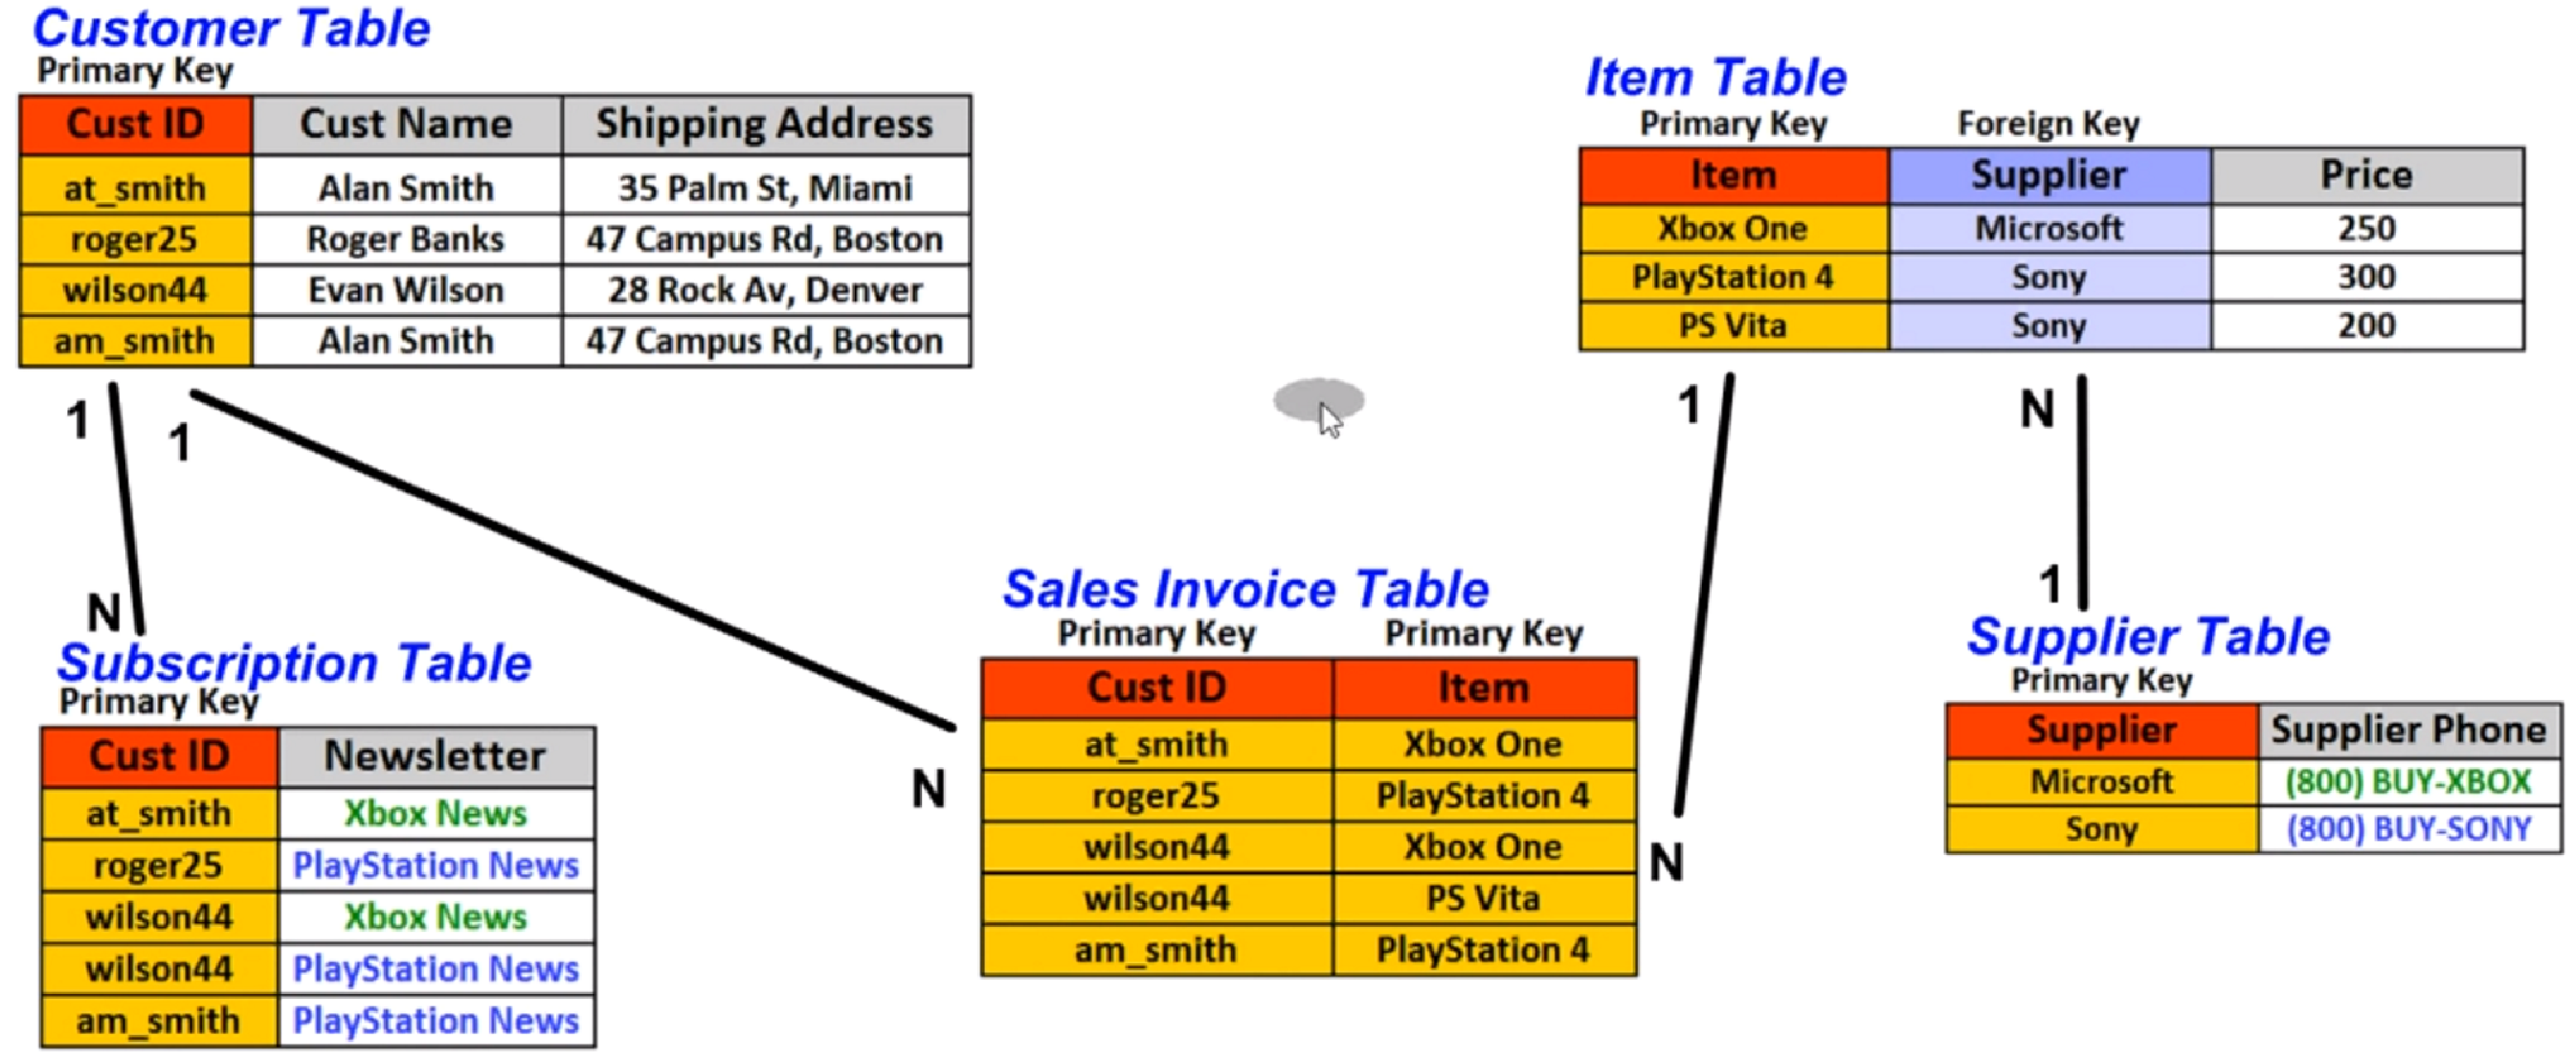 Customer Table
Primary Key
Cust ID Cust Name Shipping Address
at_smith Alan Smith 35 Palm St, Miami
roger25 Roger Banks 47 Campus Rd, Boston
wilson44 Evan Wilson 28 Rock Av, Denver
am_smith Alan Smith 47 Campus Rd, Boston
Item Table
Primary Key Foreign Key
Item Supplier Price
Xbox One Microsoft 250
PlayStation 4 Sony 300
PS Vita Sony 200
1
1
N
N
1
N
N
1
Subscription Table
Primary Key
Cust ID Newsletter
at_smith Xbox News
roger25 PlayStation News
wilson44 Xbox News
wilson44 PlayStation News
am_smith PlayStation News
Sales Invoice Table
Primary Key Primary Key
Cust ID Item
at_smith Xbox One
roger25 PlayStation 4
wilson44 Xbox One
wilson44 PS Vita
am_smith PlayStation 4
Supplier Table
Primary Key
Supplier Supplier Phone
Microsoft (800) BUY-XBOX
Sony (800) BUY-SONY